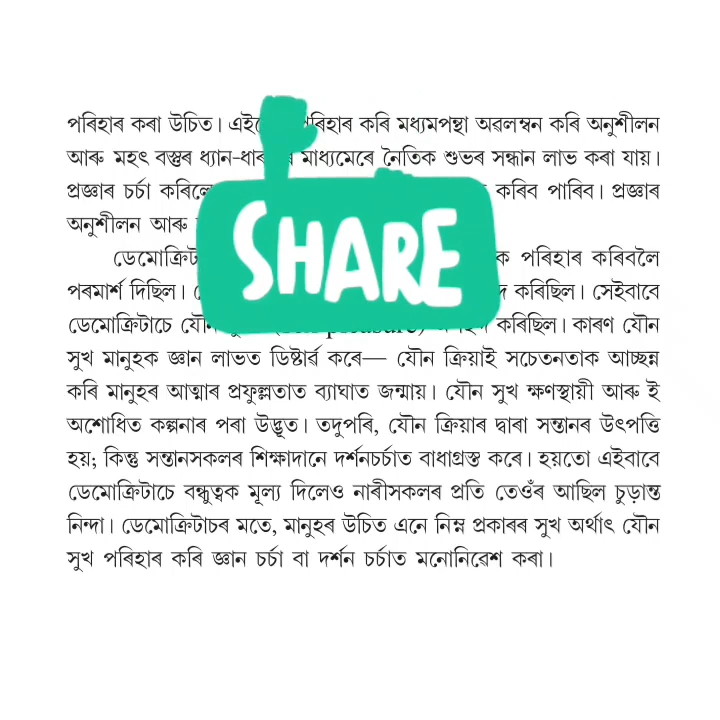 পৰিহাৰ কৰা উচিত। পৰিহাৰ কৰি মধ্যমপন্থা অৱলম্বন কৰি অনুশীলন
আৰু মহৎ বস্তুৰ ধ্যান-ধাৰণাৰ মাধ্যমেৰে নৈতিক শুভৰ সন্ধান লাভ কৰা যায়।
প্ৰজ্ঞাৰ চৰ্চা কৰিব পাৰিব। প্ৰজ্ঞাৰ
অনুশীলন আৰু
SHARE
পৰিহাৰ কৰিবলৈ
পৰমাৰ্শ দিছিল। কৰিছিল। সেইবাবে
ডেমোক্ৰিটাচে যৌন কৰিছিল। কাৰণ যৌন
সুখ মানুহক জ্ঞান লাভত ডিষ্টাৰ্ব কৰে— যৌন ক্ৰিয়াই সচেতনতাক আচ্ছন্ন
কৰি মানুহৰ আত্মাৰ প্ৰফুল্লতাত ব্যাঘাত জন্মায়। যৌন সুখ ক্ষণস্থায়ী আৰু ই
অশোধিত কল্পনাৰ পৰা উদ্ভূত। তদুপৰি, যৌন ক্ৰিয়াৰ দ্বাৰা সন্তানৰ উৎপত্তি
হয়; কিন্তু সন্তানসকলৰ শিক্ষাদানে দৰ্শনচৰ্চাত বাধাগ্ৰস্ত কৰে। হয়তো এইবাবে
ডেমোক্ৰিটাচে বন্ধুত্বক মূল্য দিলেও নাৰীসকলৰ প্ৰতি তেওঁৰ আছিল চুড়ান্ত
নিন্দা। ডেমোক্ৰিটাচৰ মতে, মানুহৰ উচিত এনে নিম্ন প্ৰকাৰৰ সুখ অৰ্থাৎ যৌন
সুখ পৰিহাৰ কৰি জ্ঞান চৰ্চা বা দৰ্শন চৰ্চাত মনোনিৱেশ কৰা।